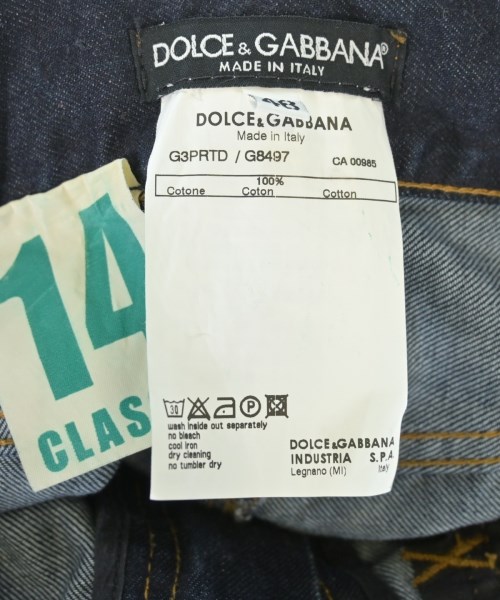 DOLCE & GABBANA®
MADE IN ITALY
48
DOLCE&GABBANA
Made in Italy
G3PRTD / G8497 CA 00985
100%
Cotone Coton Cotton
14
CLAS
30
A P
wash inside out separately
no bleach
cool iron
dry cleaning
no tumbler dry
DOLCE&GABBANA
INDUSTRIA S.P.A.
Legnano (MI) Italy